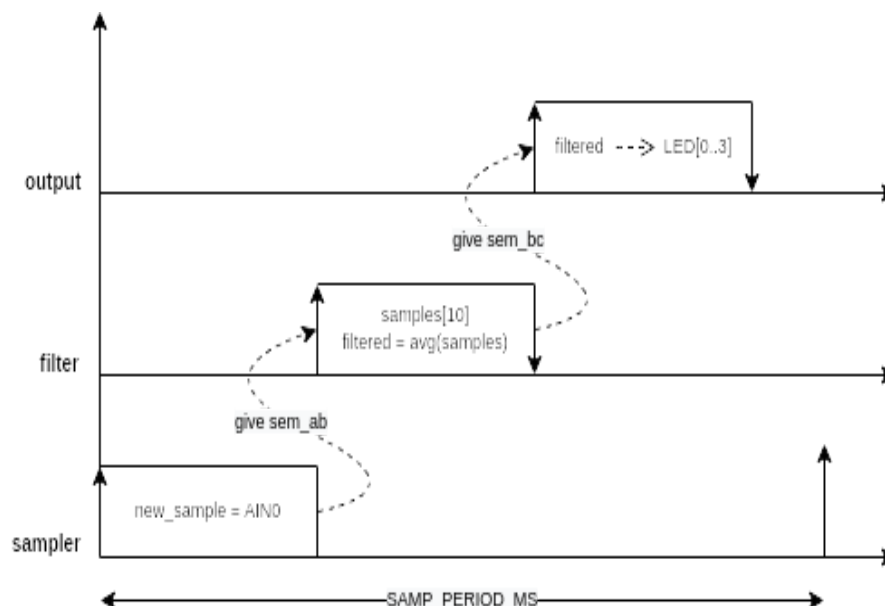 filtered LED[0..3]
output
give sem_bc
samples[10]
filtered = avg(samples)
filter
give sem_ab
new_sample = AIN0
sampler
SAMP_PERIOD_MS